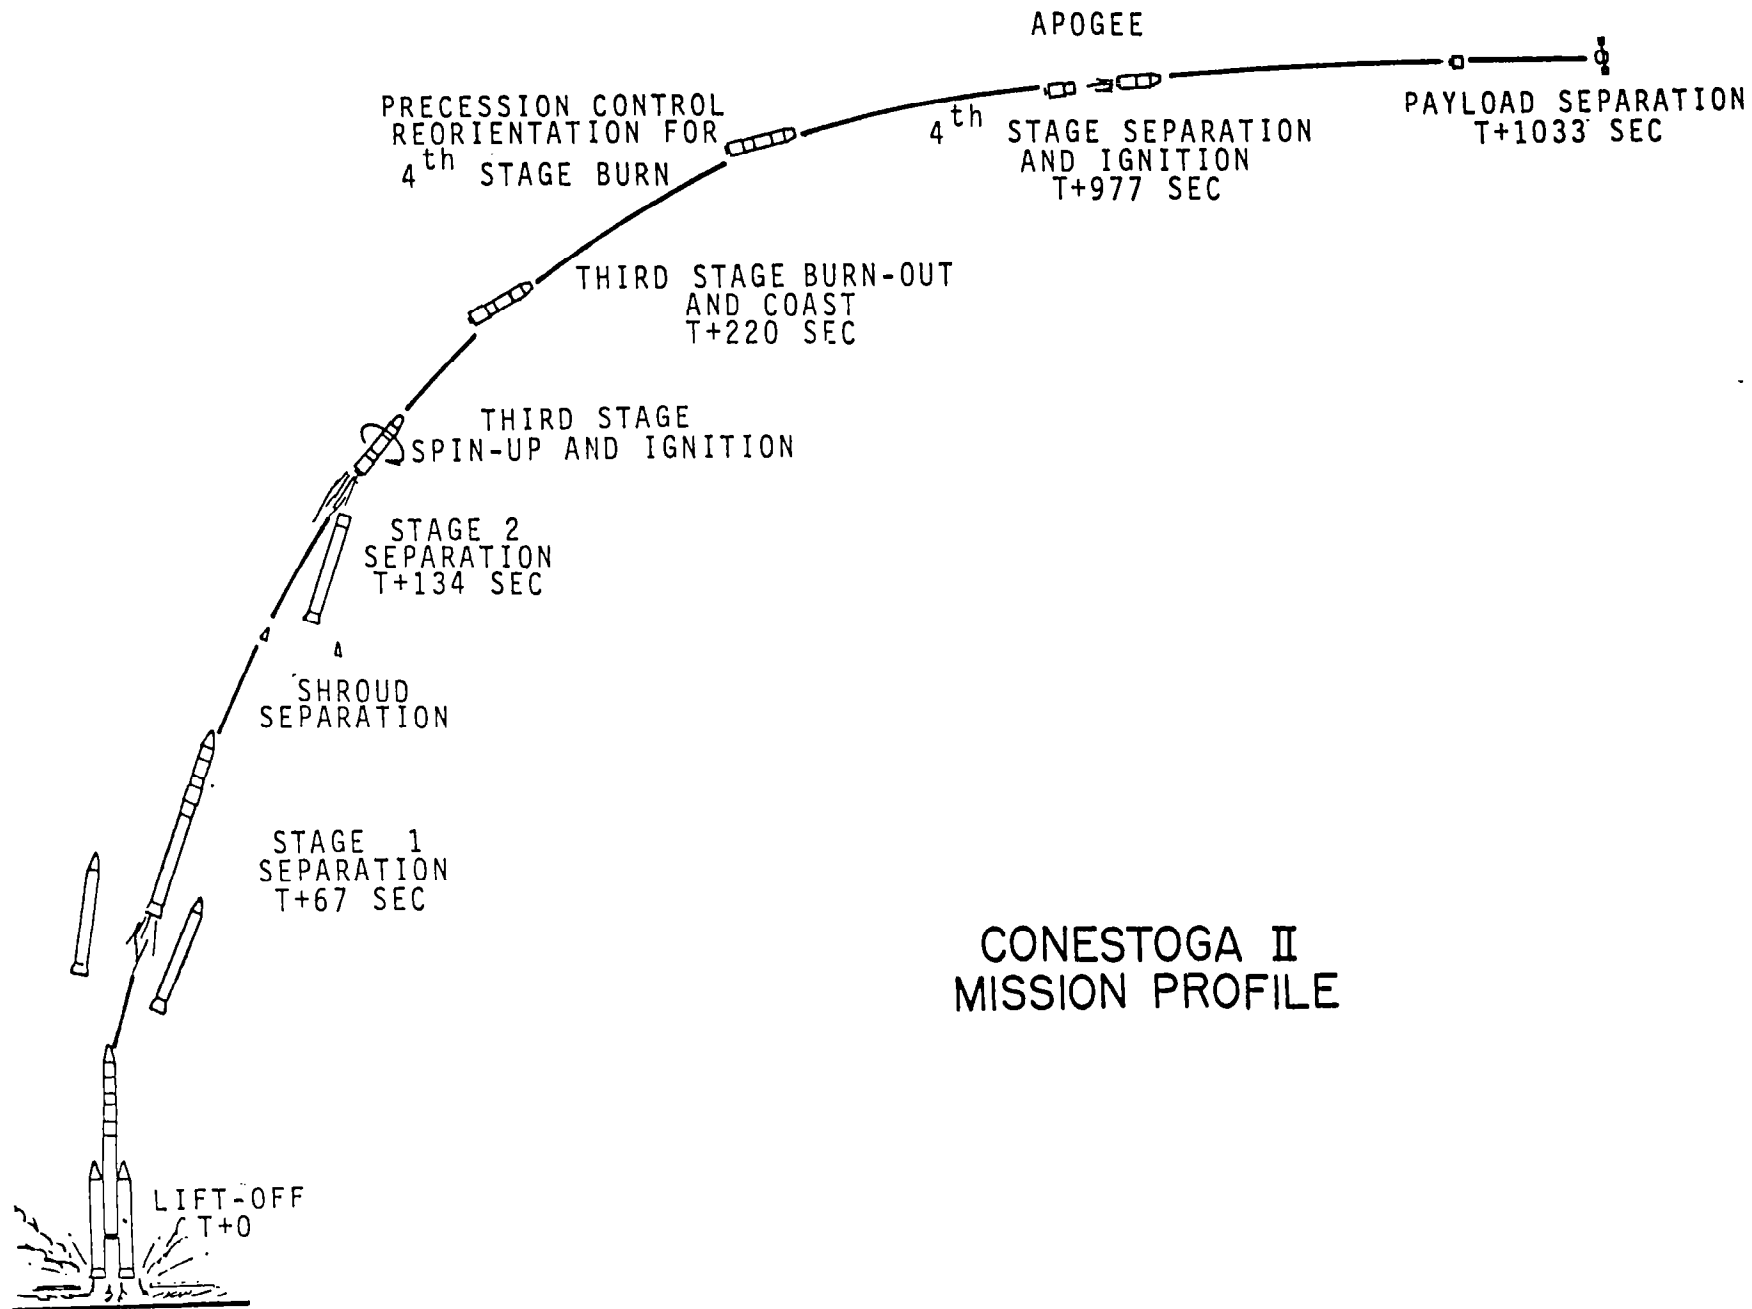 APOGEE
PRECESSION CONTROL
REORIENTATION FOR
4th STAGE BURN
4th STAGE SEPARATION
AND IGNITION
T+977 SEC
PAYLOAD SEPARATION
T+1033 SEC
THIRD STAGE BURN-OUT
AND COAST
T+220 SEC
THIRD STAGE
SPIN-UP AND IGNITION
STAGE 2
SEPARATION
T+134 SEC
SHROUD
SEPARATION
STAGE 1
SEPARATION
T+67 SEC
CONESTOGA II
MISSION PROFILE
LIFT-OFF
T+0